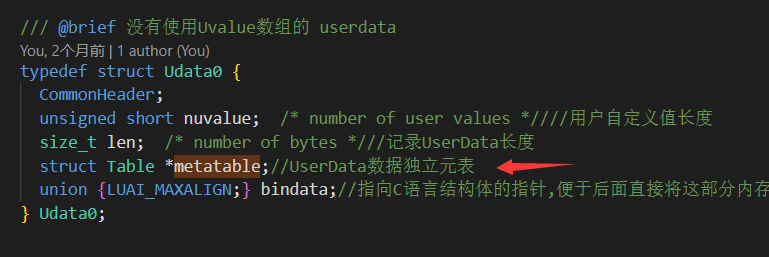 /// @brief 没有使用Uvalue数组的 userdata
You, 2个月前 | 1 author (You)
typedef struct Udata0 {
CommonHeader;
unsigned short nuvalue;  /* number of user values *////用户自定义值长度
size_t len;  /* number of bytes *///记录UserData长度
struct Table *metatable;//UserData数据独立元表
union {LUAI_MAXALIGN;} bindata;//指向C语言结构体的指针,便于后面直接将这部分内存
} Udata0;